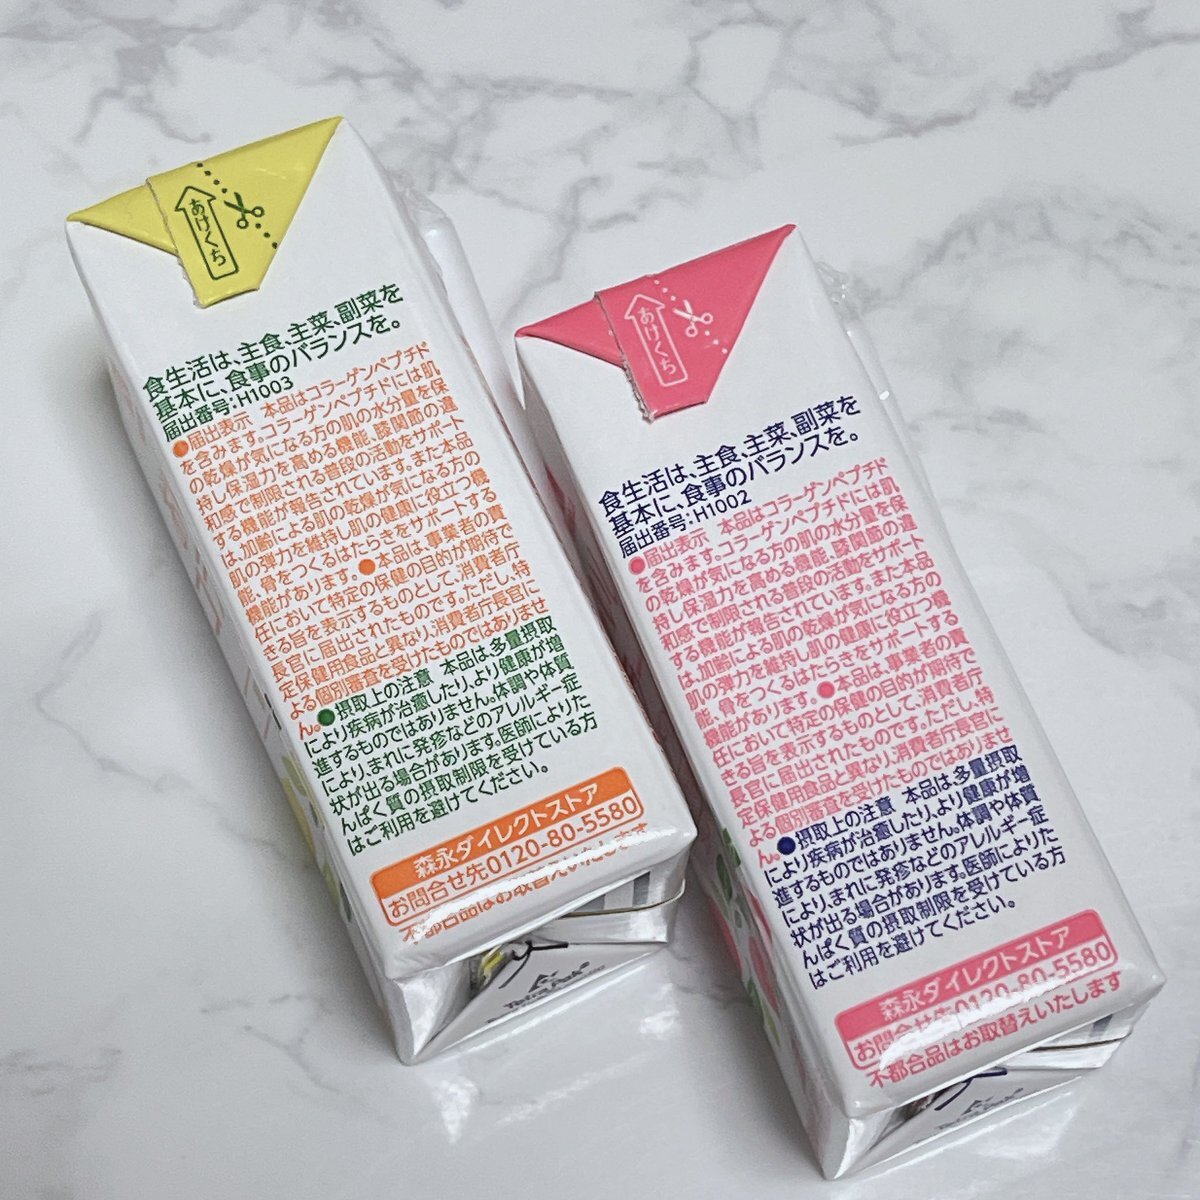 あけくち
食生活は、主食、主菜、副菜を
基本に、食事のバランスを。
届出番号:H1003
●届出表示 本品はコラーゲンペプチド
を含みます。コラーゲンペプチドには肌
の乾燥が気になる方の肌の水分量を保
持し保湿力を高める機能、膝関節の違
和感で制限される普段の活動をサポート
する機能が報告されています。また本品
は、加齢による肌の乾燥が気になる方の
肌の弾力を維持し肌の健康に役立つ機
能、骨をつくるはたらきをサポートする
機能があります。●本品は、事業者の責
任において特定の保健の目的が期待で
きる旨を表示するものとして、消費者庁
長官に届出されたものです。ただし、特
定保健用食品と異なり、消費者庁長官に
よる個別審査を受けたものではありませ
ん。●摂取上の注意 本品は多量摂取
により疾病が治癒したり、より健康が増
進するものではありません。体調や体質
により、まれに発疹などのアレルギー症
状が出る場合があります。医師によりた
んぱく質の摂取制限を受けている方
はご利用を避けてください。
森永ダイレクトストア
お問合せ先0120-80-5580
不都合品はお取替えいたします
Tetra Pak
あけくち
食生活は、主食、主菜、副菜を
基本に、食事のバランスを。
届出番号:H1002
●届出表示 本品はコラーゲンペプチド
を含みます。コラーゲンペプチドには肌
の乾燥が気になる方の肌の水分量を保
持し保湿力を高める機能、膝関節の違
和感で制限される普段の活動をサポート
する機能が報告されています。また本品
は、加齢による肌の乾燥が気になる方の
肌の弾力を維持し肌の健康に役立つ機
能、骨をつくるはたらきをサポートする
機能があります。●本品は、事業者の責
任において特定の保健の目的が期待で
きる旨を表示するものとして、消費者庁
長官に届出されたものです。ただし、特
定保健用食品と異なり、消費者庁長官に
よる個別審査を受けたものではありませ
ん。●摂取上の注意 本品は多量摂取
により疾病が治癒したり、より健康が増
進するものではありません。体調や体質
により、まれに発疹などのアレルギー症
状が出る場合があります。医師によりた
んぱく質の摂取制限を受けている方
はご利用を避けてください。
森永ダイレクトストア
お問合せ先0120-80-5580
不都合品はお取替えいたします